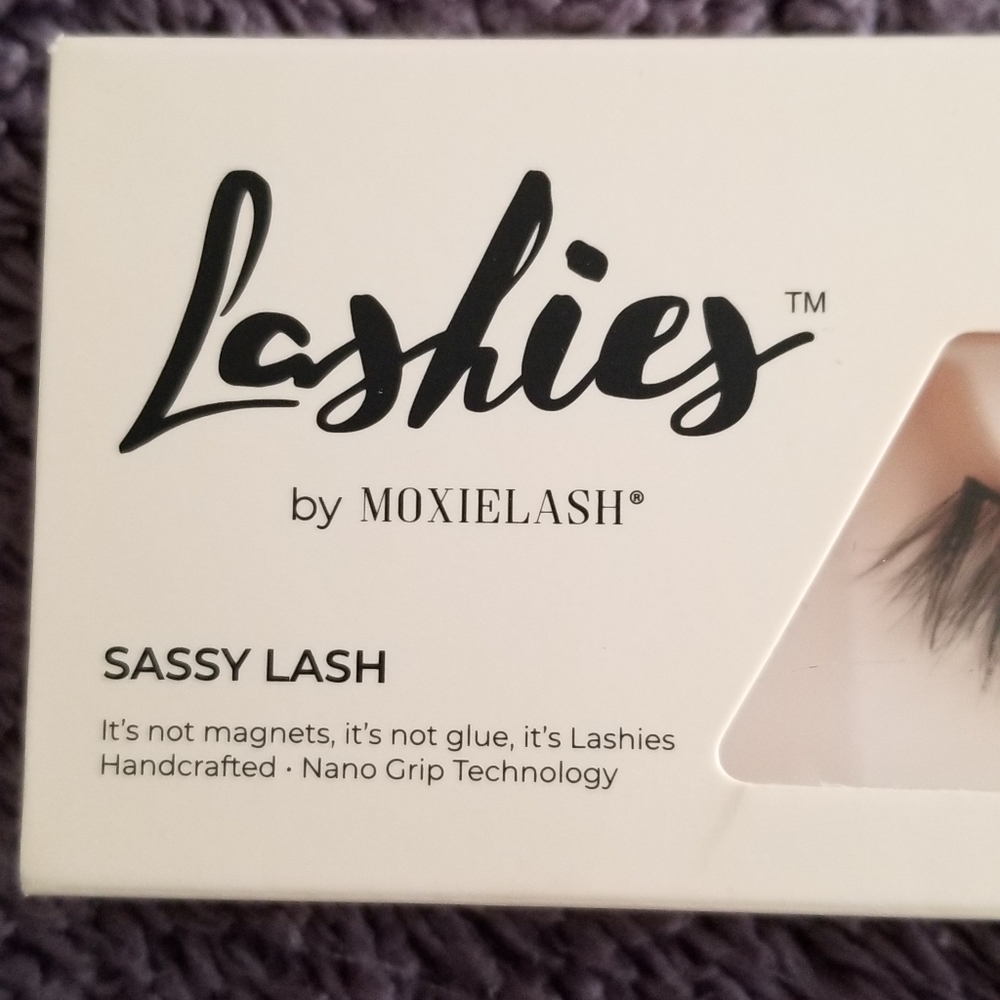 Lashies™
by MOXIELASH®
SASSY LASH
It's not magnets, it's not glue, it's Lashies
Handcrafted · Nano Grip Technology